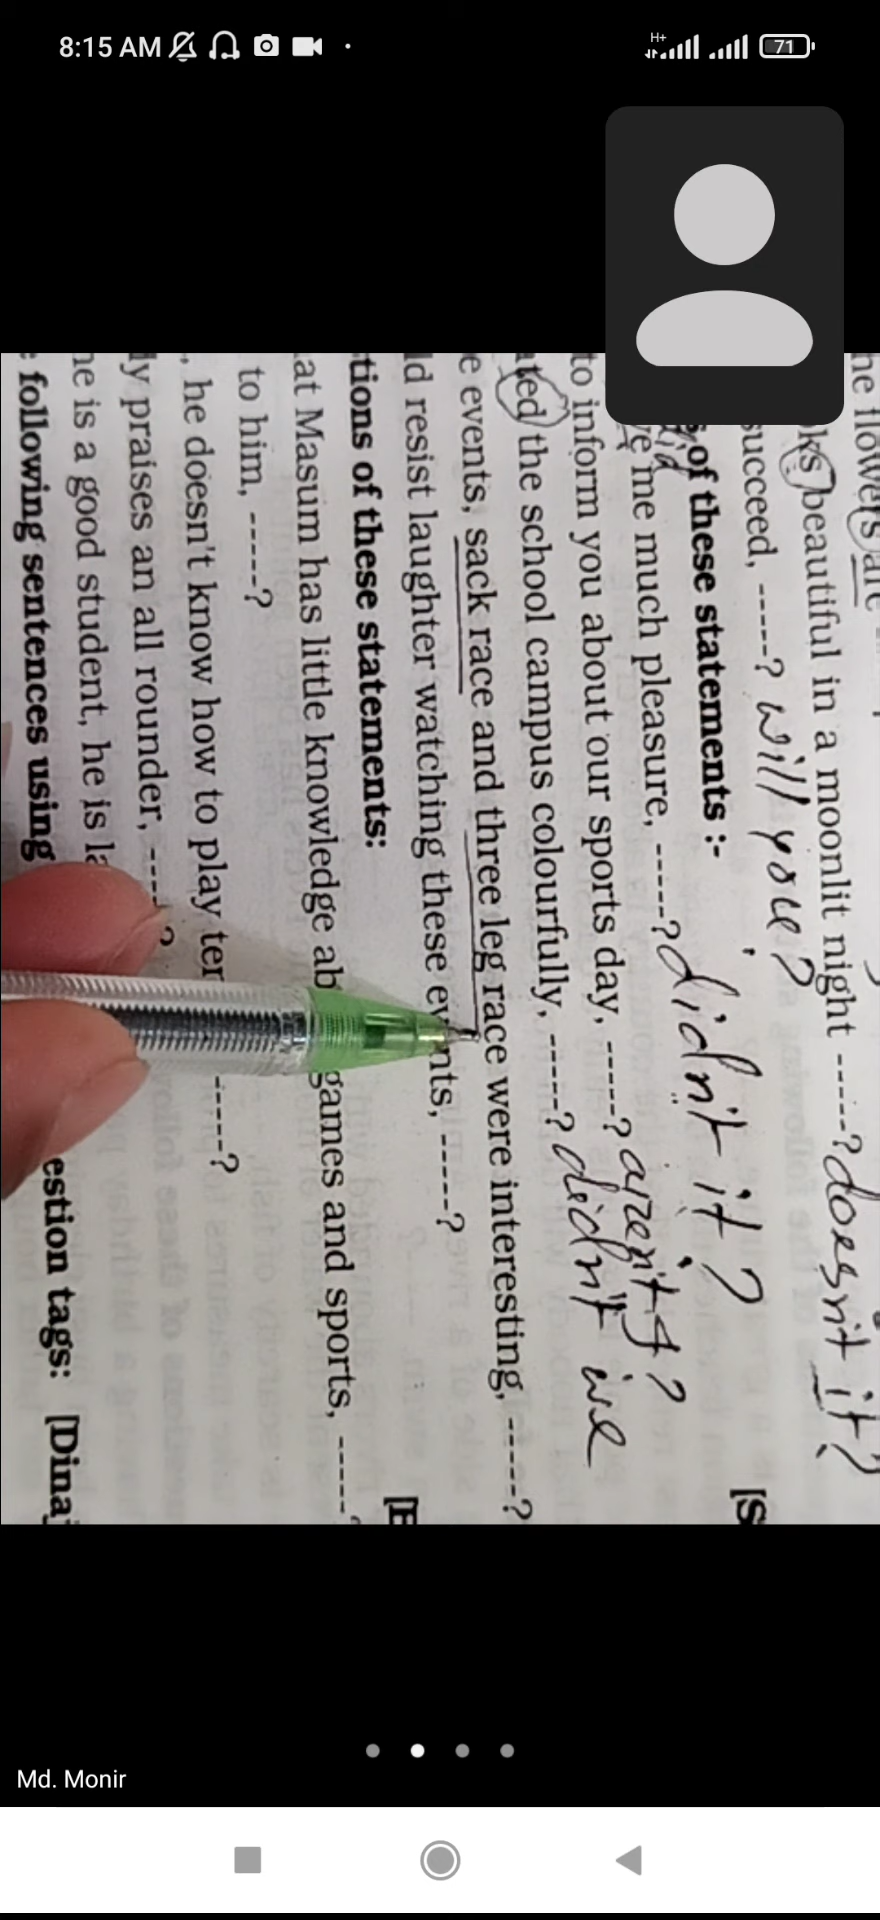 8:15 AM
H+
71
he flowers are
ks beautiful in a moonlit night -----? doesn't it?
succeed, -----? will you?
of these statements :- [S
me much pleasure, -----? didn't it?
to inform you about our sports day, -----? aren't I?
ted the school campus colourfully, -----? didn't we
e events, sack race and three leg race were interesting, -----?
ld resist laughter watching these events, -----?
tions of these statements: [E
at Masum has little knowledge ab games and sports, -----
to him, -----?
, he doesn't know how to play ter -----?
ly praises an all rounder, ----?
ne is a good student, he is la
following sentences using estion tags: [Dinaj
Md. Monir